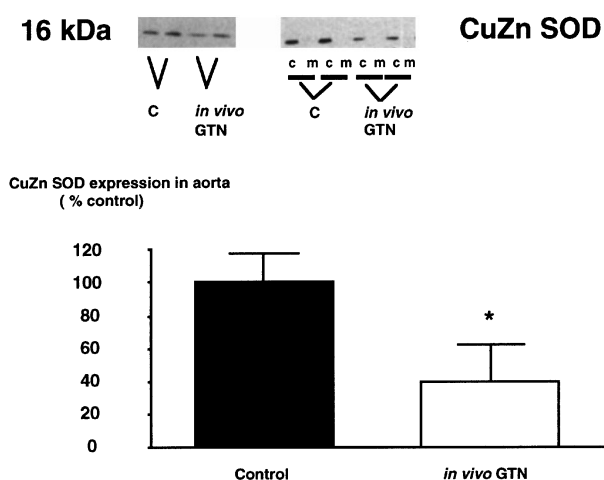 16 kDa
CuZn SOD
c m c m c m c m
C
in vivo
GTN
C
in vivo
GTN
CuZn SOD expression in aorta
( % control)
120
100
80
60
40
20
0
*
Control
in vivo GTN